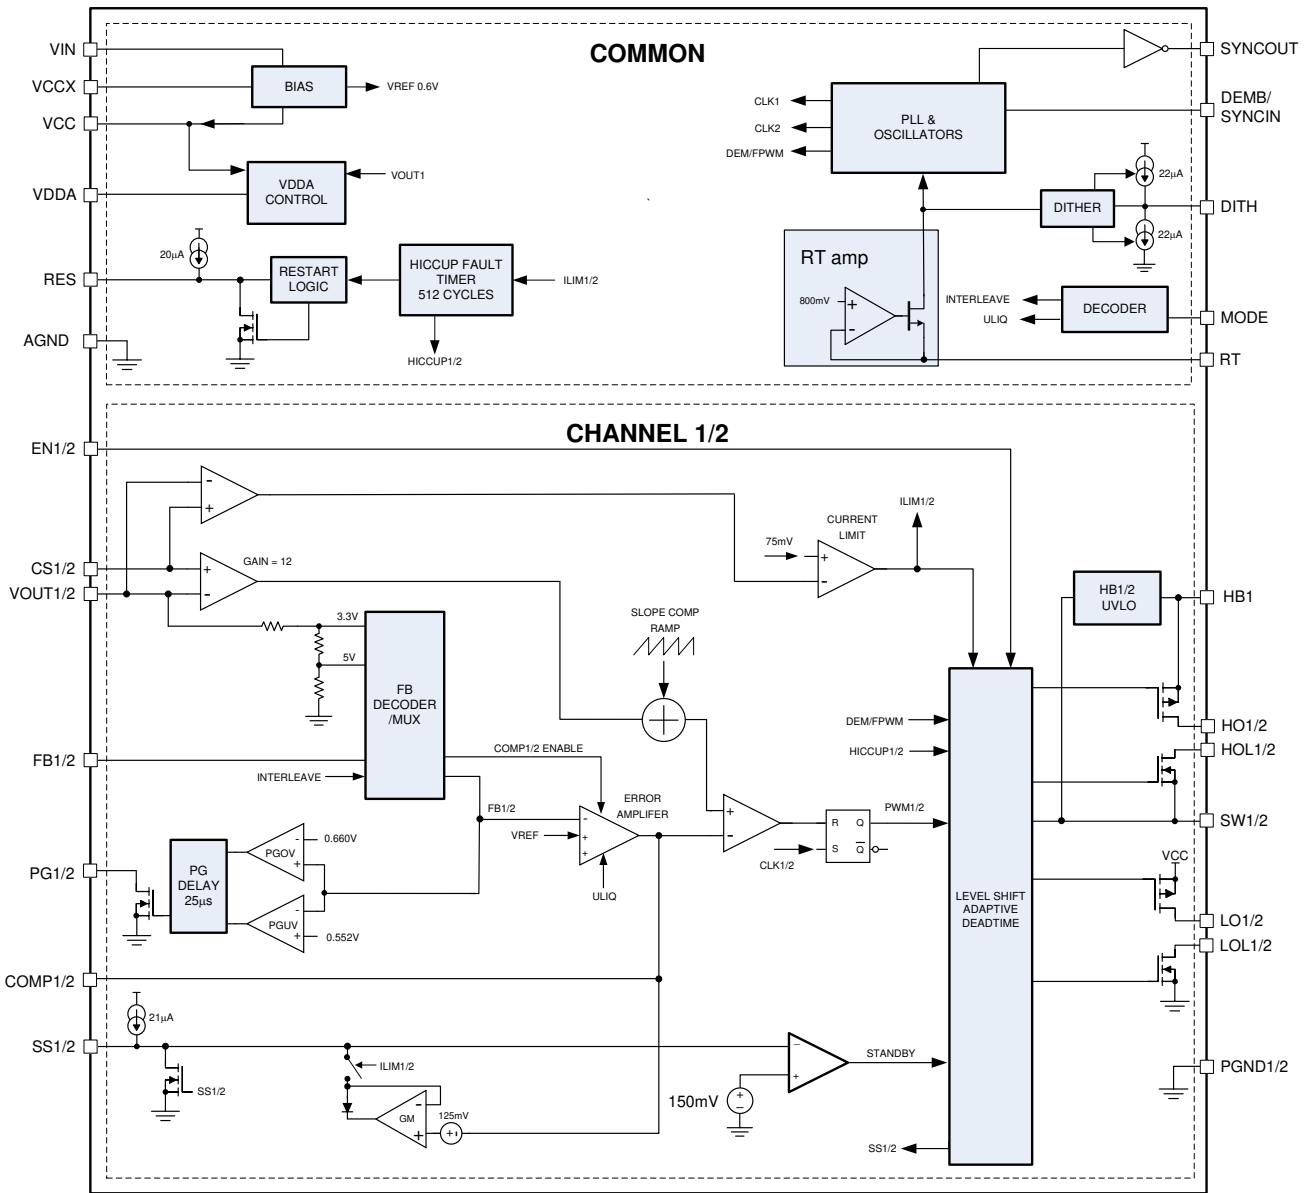 COMMON
VIN
VCCX
VCC
VDDA
RES
AGND
BIAS
VREF 0.6V
VDDA
CONTROL
VOUT1
20µA
RESTART
LOGIC
HICCUP FAULT
TIMER
512 CYCLES
ILIM1/2
HICCUP1/2
CLK1
CLK2
DEM/FPWM
PLL &
OSCILLATORS
SYNCOUT
DEMB/
SYNCIN
DITHER
22µA
22µA
DITH
RT amp
800mV
+
-
INTERLEAVE
ULIQ
DECODER
MODE
RT
CHANNEL 1/2
EN1/2
CS1/2
VOUT1/2
FB1/2
PG1/2
COMP1/2
SS1/2
-
+
+
-
GAIN = 12
3.3V
5V
FB
DECODER
/MUX
INTERLEAVE
COMP1/2 ENABLE
FB1/2
SLOPE COMP
RAMP
75mV
CURRENT
LIMIT
+
-
ILIM1/2
ERROR
AMPLIFER
VREF
-
+
+
ULIQ
+
-
R Q
S Q
CLK1/2
PWM1/2
DEM/FPWM
HICCUP1/2
LEVEL SHIFT
ADAPTIVE
DEADTIME
HB1/2
UVLO
HB1
HO1/2
HOL1/2
SW1/2
VCC
LO1/2
LOL1/2
PGND1/2
PG
DELAY
25µs
PGOV
-
+
0.660V
PGUV
-
+
0.552V
21µA
SS1/2
ILIM1/2
GM
-
+
125mV
+-
150mV
+
-
-
+
STANDBY
SS1/2